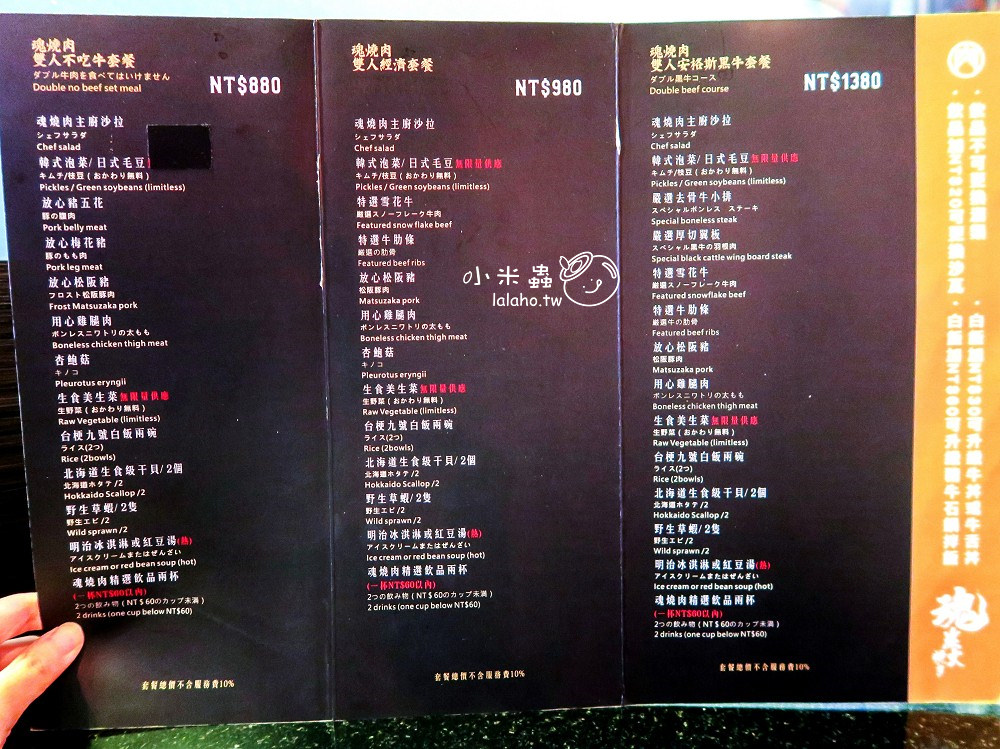 魂燒肉
雙人不吃牛套餐
ダブル牛肉を食べてはいけません
Double no beef set meal
NT$880
魂燒肉主廚沙拉
シェフサラダ
Chef salad
韓式泡菜/日式毛豆
キムチ/枝豆（おかわり無料）
Pickles / Green soybeans (limitless)
放心豬五花
豚の腹肉
Pork belly meat
放心梅花豬
豚のもも肉
Pork leg meat
放心松阪豬
フロスト松阪豚肉
Frost Matsuzaka pork
用心雞腿肉
ボンレスニワトリの太もも
Boneless chicken thigh meat
杏鮑菇
キノコ
Pleurotus eryngii
生食美生菜無限量供應
生野菜（おかわり無料）
Raw Vegetable (limitless)
台梗九號白飯兩碗
ライス(2つ)
Rice (2bowls)
北海道生食級干貝/2個
北海道ホタテ /2
Hokkaido Scallop /2
野生草蝦/2隻
野生エビ /2
Wild sprawn /2
明治冰淇淋或紅豆湯(熱)
アイスクリームまたはぜんざい
Ice cream or red bean soup (hot)
魂燒肉精選飲品兩杯
(一杯NT$60以內)
2つの飲み物（NT＄60のカップ未満）
2 drinks (one cup below NT$60)
套餐總價不含服務費10%
魂燒肉
雙人經濟套餐
NT$980
魂燒肉主廚沙拉
シェフサラダ
Chef salad
韓式泡菜/日式毛豆無限量供應
キムチ/枝豆（おかわり無料）
Pickles / Green soybeans (limitless)
特選雪花牛
厳選スノーフレーク牛肉
Featured snow flake beef
特選牛肋條
厳選の肋骨
Featured beef ribs
放心松阪豬
松阪豚肉
Matsuzaka pork
用心雞腿肉
ボンレスニワトリの太もも
Boneless chicken thigh meat
杏鮑菇
キノコ
Pleurotus eryngii
生食美生菜無限量供應
生野菜（おかわり無料）
Raw Vegetable (limitless)
台梗九號白飯兩碗
ライス(2つ)
Rice (2bowls)
北海道生食級干貝/2個
北海道ホタテ /2
Hokkaido Scallop /2
野生草蝦/2隻
野生エビ /2
Wild sprawn /2
明治冰淇淋或紅豆湯(熱)
アイスクリームまたはぜんざい
Ice cream or red bean soup (hot)
魂燒肉精選飲品兩杯
(一杯NT$60以內)
2つの飲み物（NT＄60のカップ未満）
2 drinks (one cup below NT$60)
套餐總價不含服務費10%
小米蟲
lalaho.tw
魂燒肉
雙人安格斯黑牛套餐
ダブル黒牛コース
Double beef course
NT$1380
魂燒肉主廚沙拉
シェフサラダ
Chef salad
韓式泡菜/日式毛豆無限量供應
キムチ/枝豆（おかわり無料）
Pickles / Green soybeans (limitless)
嚴選去骨牛小排
スペシャルボンレス　ステーキ
Special boneless steak
嚴選厚切翼板
スペシャル黒牛の羽根肉
Special black cattle wing board steak
特選雪花牛
厳選スノーフレーク牛肉
Featured snowflake beef
特選牛肋條
厳選牛の肋骨
Featured beef ribs
放心松阪豬
松阪豚肉
Matsuzaka pork
用心雞腿肉
ボンレスニワトリの太もも
Boneless chicken thigh meat
生食美生菜無限量供應
生野菜（おかわり無料）
Raw Vegetable (limitless)
台梗九號白飯兩碗
ライス(2つ)
Rice (2bowls)
北海道生食級干貝/2個
北海道ホタテ /2
Hokkaido Scallop /2
野生草蝦/2隻
野生エビ/2
Wild sprawn /2
明治冰淇淋或紅豆湯(熱)
アイスクリームまたはぜんざい
Ice cream or red bean soup (hot)
魂燒肉精選飲品兩杯
(一杯NT$60以內)
2つの飲み物（NT＄60のカップ未満）
2 drinks (one cup below NT$60)
套餐總價不含服務費10%